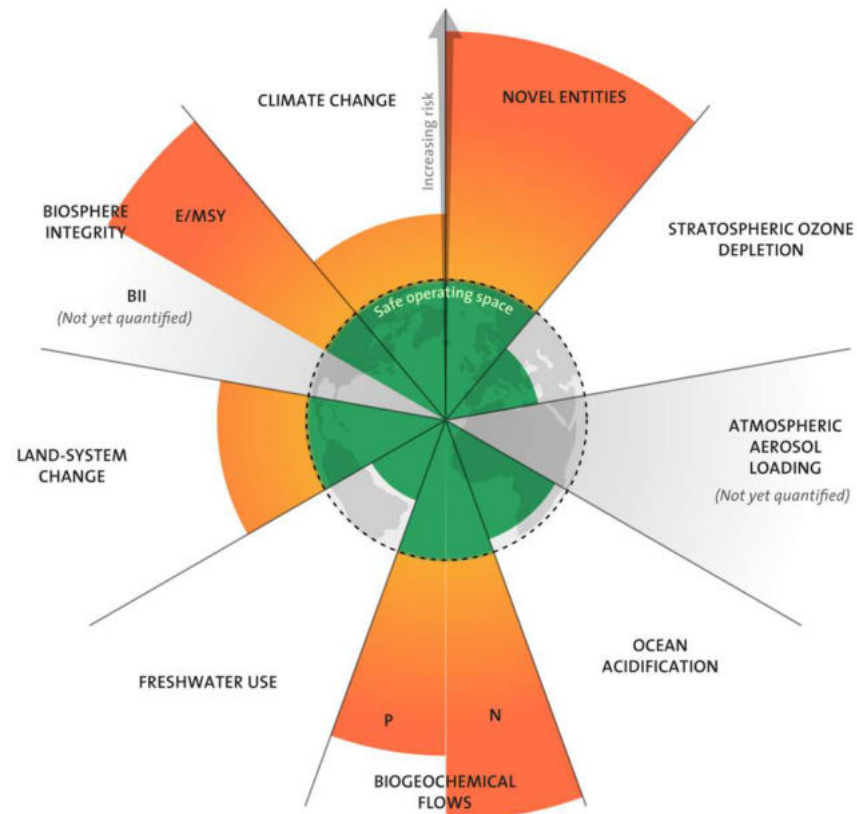 CLIMATE CHANGE
Increasing risk
NOVEL ENTITIES
STRATOSPHERIC OZONE
DEPLETION
BIOSPHERE
INTEGRITY
E/MSY
BII
(Not yet quantified)
Safe operating space
ATMOSPHERIC
AEROSOL
LOADING
(Not yet quantified)
LAND-SYSTEM
CHANGE
OCEAN
ACIDIFICATION
FRESHWATER USE
P
N
BIOGEOCHEMICAL
FLOWS